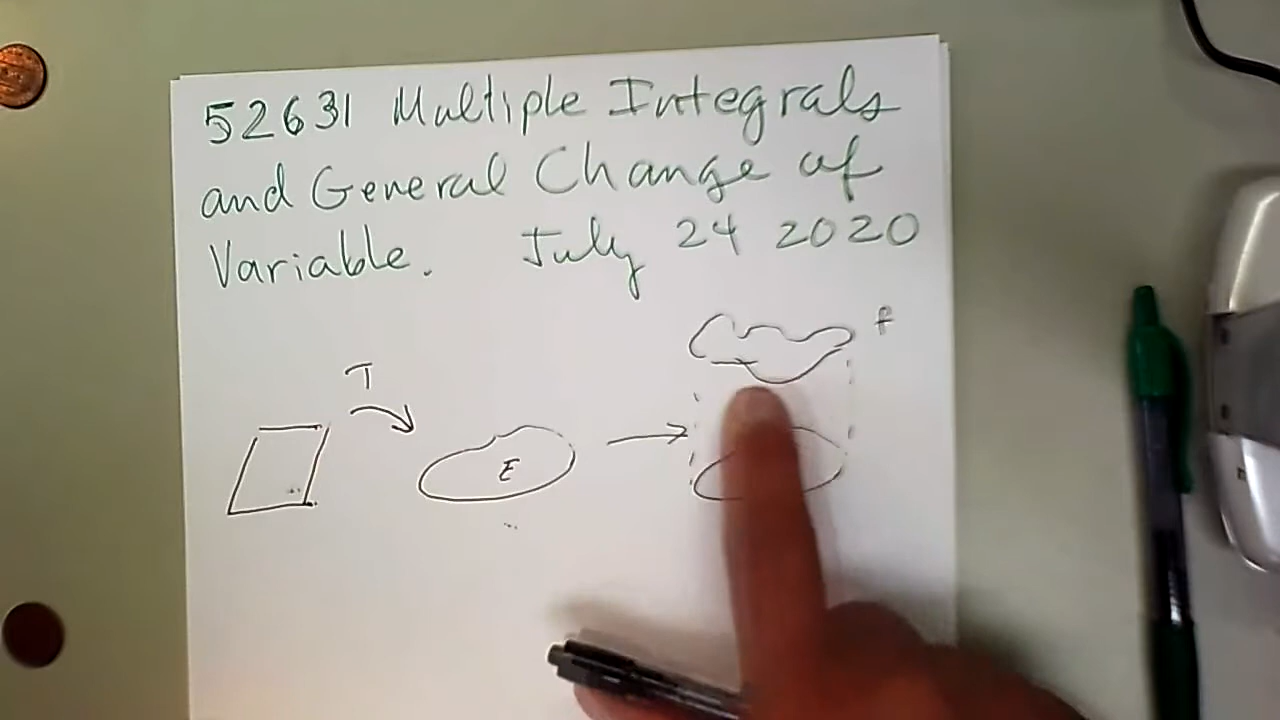 52631 Multiple Integrals
and General Change of
Variable. July 24 2020
f
T
E